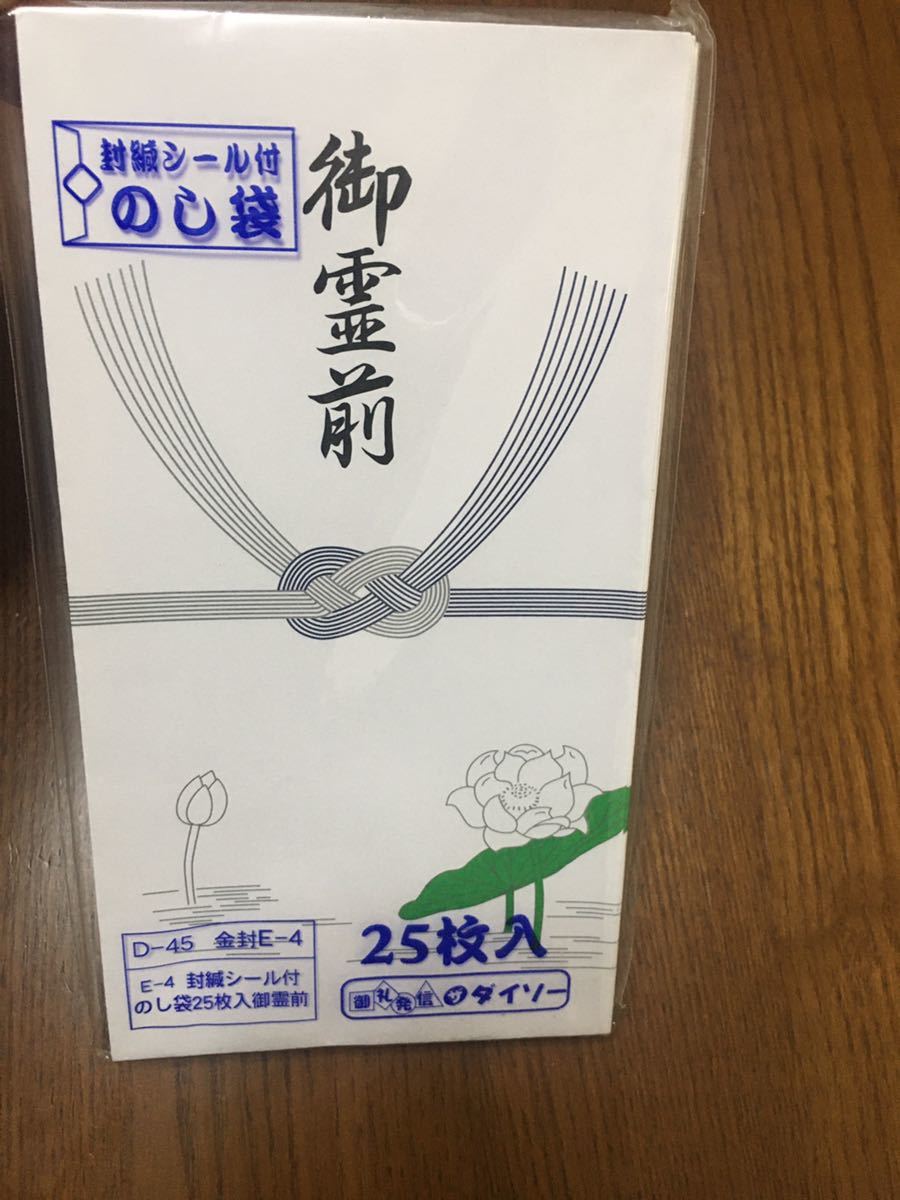 封緘シール付
のし袋
御霊前
D-45 金封E-4
E-4 封緘シール付
のし袋25枚入御霊前
25枚入
御礼発信 ザ ダイソー